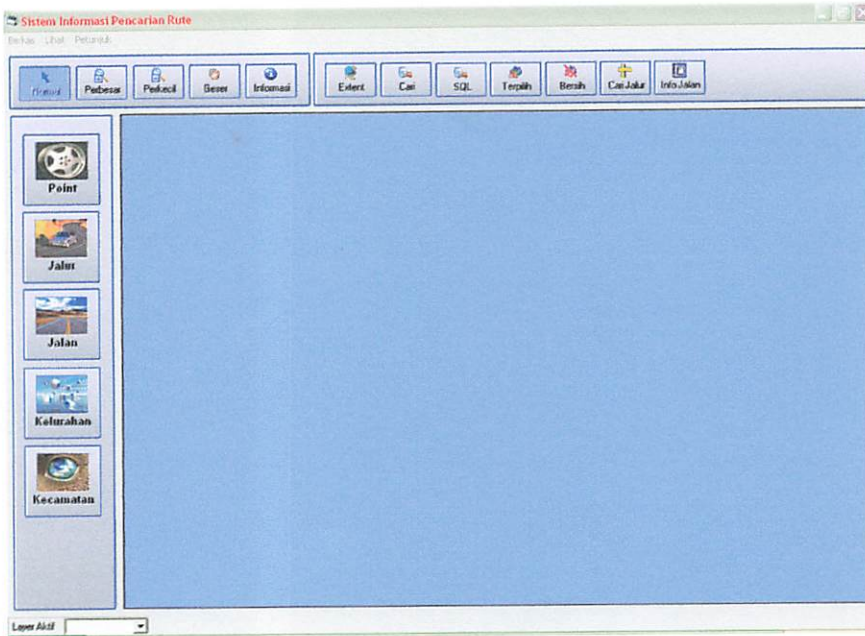 Sistem Informasi Pencarian Rute
Berkas Lihat Petunjuk
Normal Perbesar Perkecil Geser Informasi Extent Cari SQL Terpilih Bersih Cari Jalur Info Jalan
Point
Jalur
Jalan
Kelurahan
Kecamatan
Layer Aktif